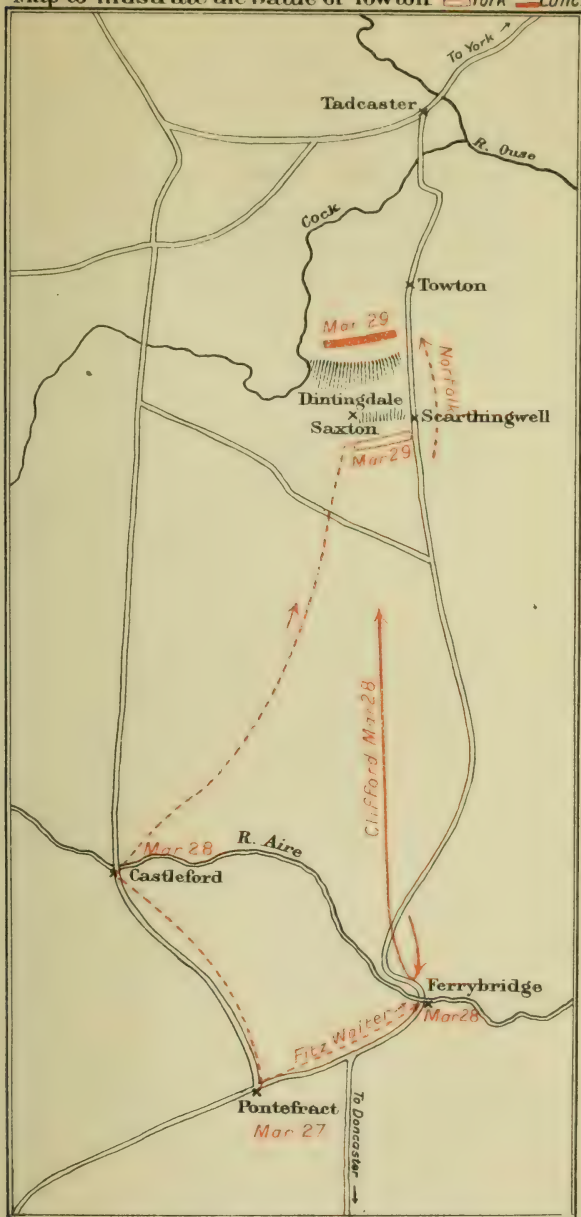 Map to illustrate the Battle of Towton York Lanc
To York →
Tadcaster
R. Ouse
Cock
Towton
Mar 29
Norfolk
Dintingdale
Saxton
Scarthingwell
Mar 29
Clifford Mar 28
Mar 28
R. Aire
Castleford
Ferrybridge
Mar 28
Fitz Walter
Pontefract
Mar 27
To Doncaster →